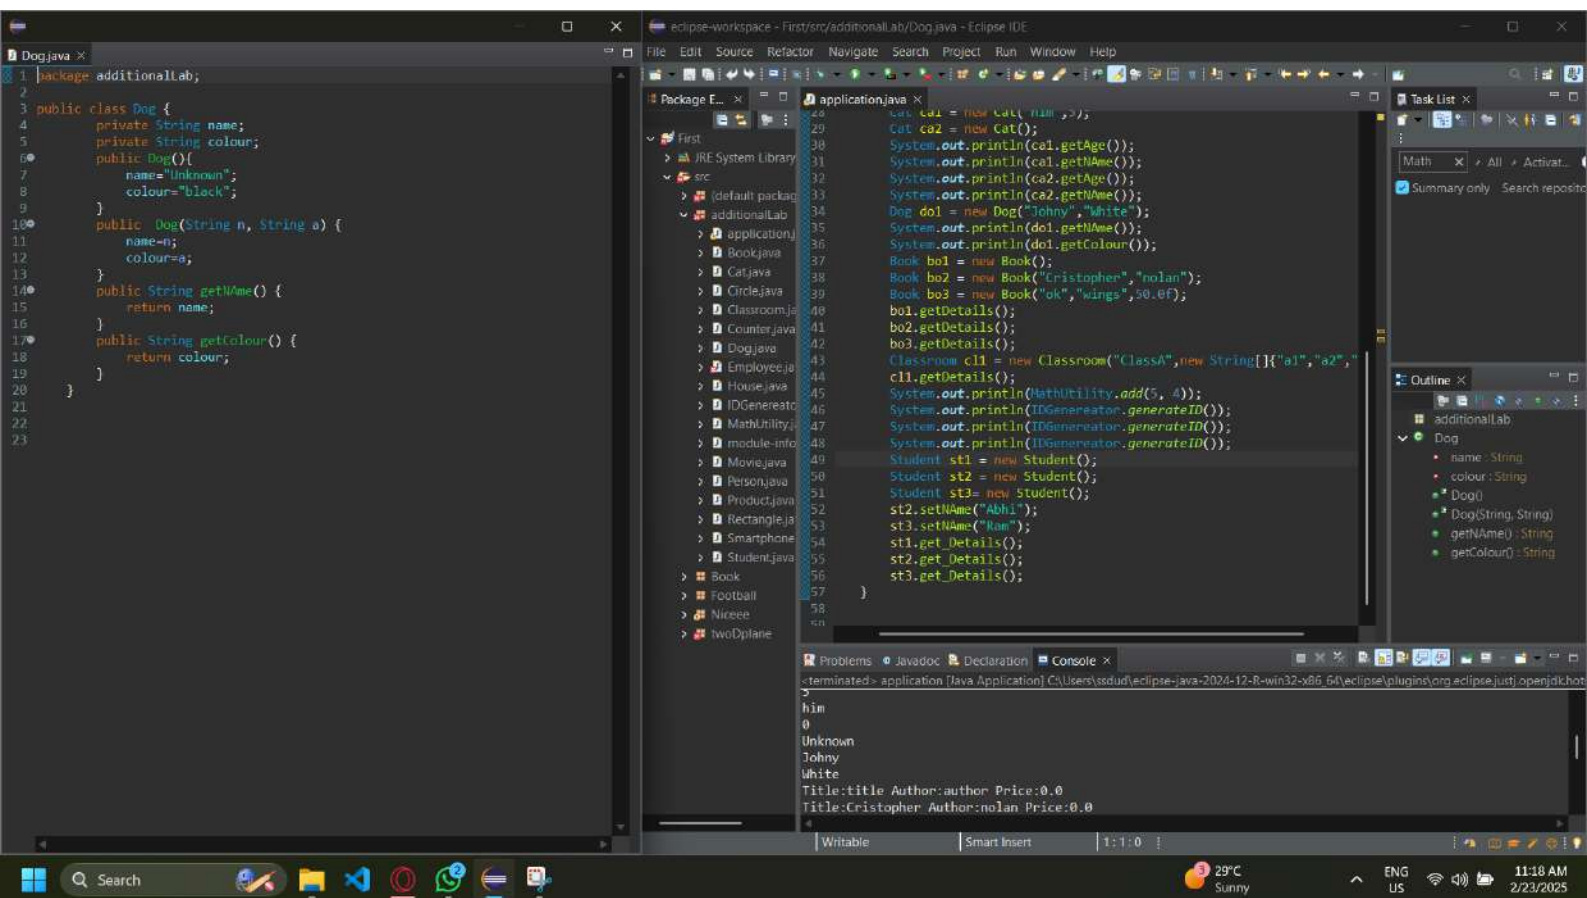 Dog.java
1 package additionalLab;
2
3 public class Dog {
4 private String name;
5 private String colour;
6 public Dog(){
7 name="Unknown";
8 colour="black";
9 }
10 public Dog(String n, String a) {
11 name=n;
12 colour=a;
13 }
14 public String getNAme() {
15 return name;
16 }
17 public String getColour() {
18 return colour;
19 }
20 }
21
22
23
eclipse-workspace - First/src/additionalLab/Dog.java - Eclipse IDE
File Edit Source Refactor Navigate Search Project Run Window Help
Package E...
First
JRE System Library
src
(default packag
additionalLab
application.j
Book.java
Cat.java
Circle.java
Classroom.ja
Counter.java
Dog.java
Employee.ja
House.java
IDGenereato
MathUtility.j
module-info
Movie.java
Person.java
Product.java
Rectangle.ja
Smartphone
Student.java
Book
Football
Niceee
twoDplane
application.java
28 Cat ca1 = new Cat("him",5);
29 Cat ca2 = new Cat();
30 System.out.println(ca1.getAge());
31 System.out.println(ca1.getNAme());
32 System.out.println(ca2.getAge());
33 System.out.println(ca2.getNAme());
34 Dog do1 = new Dog("Johny","White");
35 System.out.println(do1.getNAme());
36 System.out.println(do1.getColour());
37 Book bo1 = new Book();
38 Book bo2 = new Book("Cristopher","nolan");
39 Book bo3 = new Book("ok","wings",50.0f);
40 bo1.getDetails();
41 bo2.getDetails();
42 bo3.getDetails();
43 Classroom cl1 = new Classroom("ClassA",new String[]{"a1","a2","
44 cl1.getDetails();
45 System.out.println(MathUtility.add(5, 4));
46 System.out.println(IDGenereator.generateID());
47 System.out.println(IDGenereator.generateID());
48 System.out.println(IDGenereator.generateID());
49 Student st1 = new Student();
50 Student st2 = new Student();
51 Student st3= new Student();
52 st2.setNAme("Abhi");
53 st3.setNAme("Ram");
54 st1.get_Details();
55 st2.get_Details();
56 st3.get_Details();
57 }
58
59
Task List
Math All Activat...
Summary only Search reposito
Outline
additionalLab
Dog
name : String
colour : String
Dog()
Dog(String, String)
getNAme() : String
getColour() : String
Problems Javadoc Declaration Console
<terminated> application [Java Application] C:\Users\ssdud\eclipse-java-2024-12-R-win32-x86_64\eclipse\plugins\org.eclipse.justj.openjdk.hot
5
him
0
Unknown
Johny
White
Title:title Author:author Price:0.0
Title:Cristopher Author:nolan Price:0.0
Writable Smart Insert 1:1:0
Search
2
3
29°C
Sunny
ENG
US
11:18 AM
2/23/2025